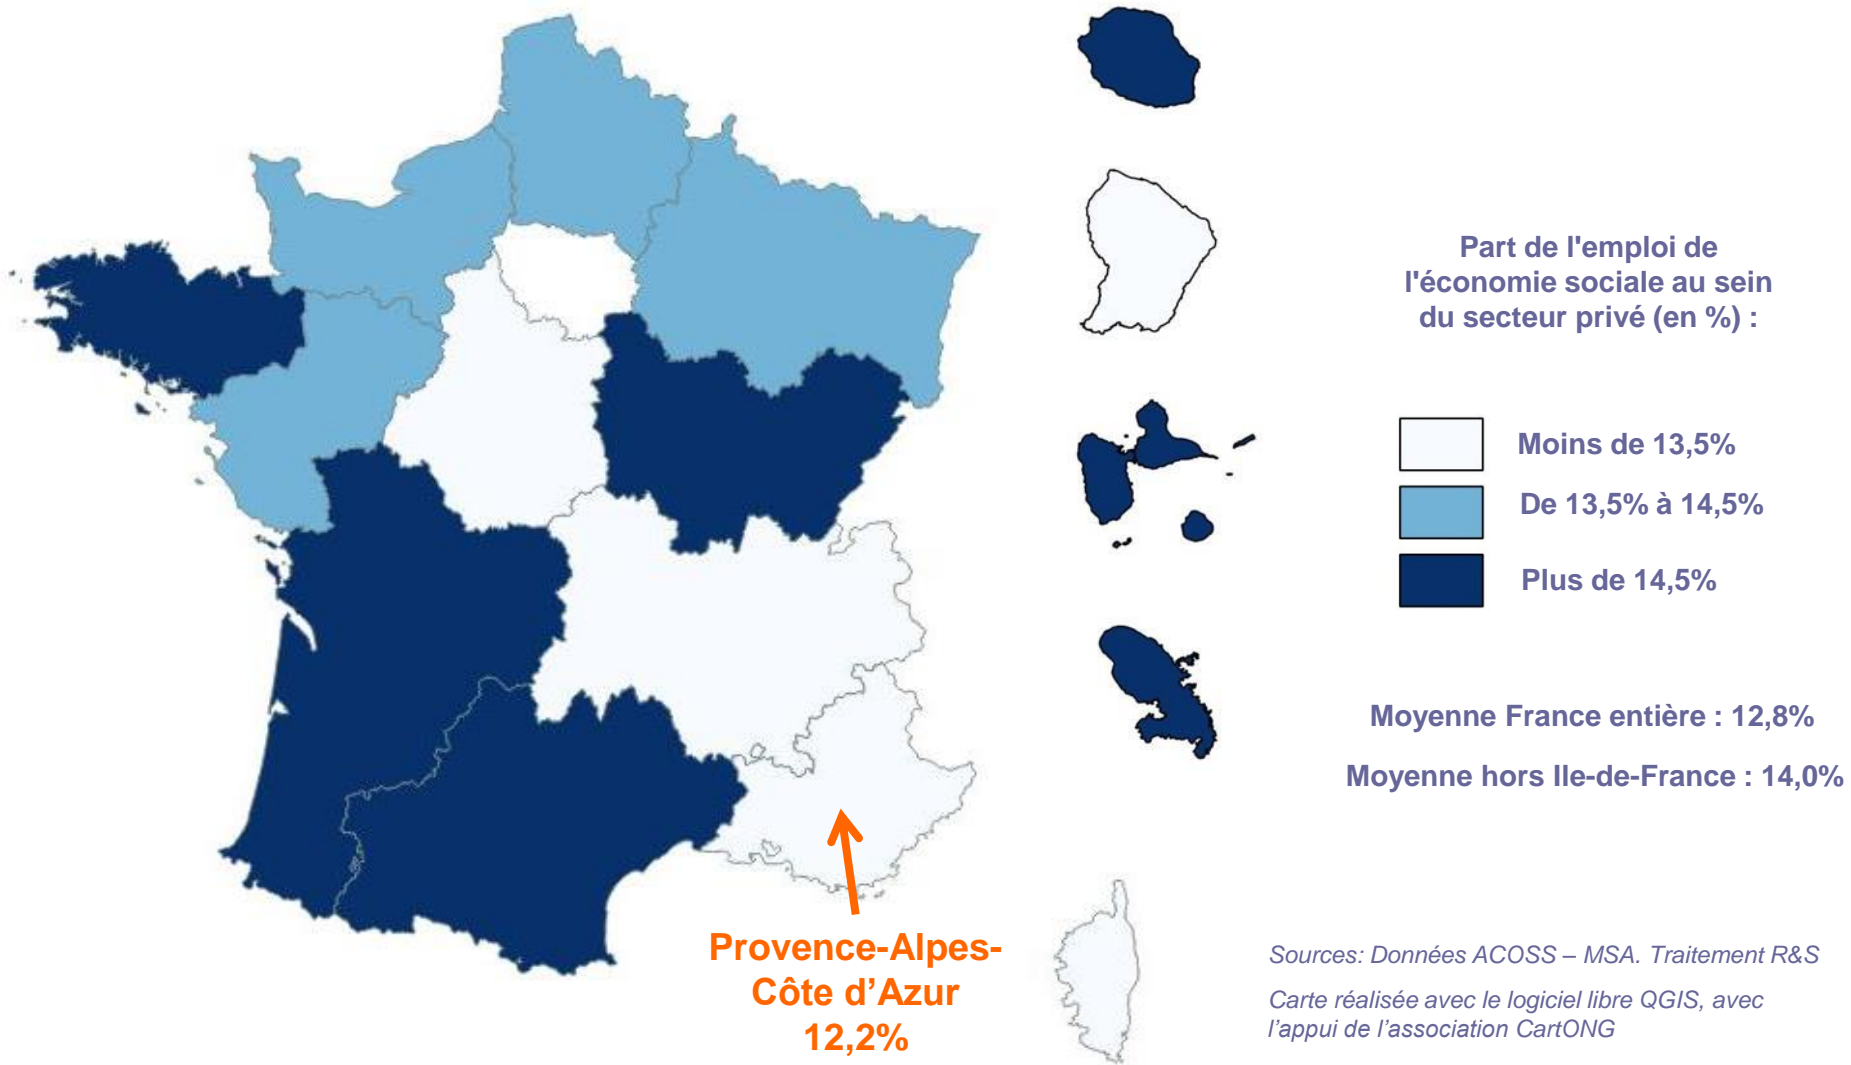 Part de l'emploi de
l'économie sociale au sein
du secteur privé (en %) :
Moins de 13,5%
De 13,5% à 14,5%
Plus de 14,5%
Moyenne France entière : 12,8%
Moyenne hors Ile-de-France : 14,0%
Provence-Alpes-
Côte d’Azur
12,2%
Sources: Données ACOSS – MSA. Traitement R&S
Carte réalisée avec le logiciel libre QGIS, avec
l’appui de l’association CartONG